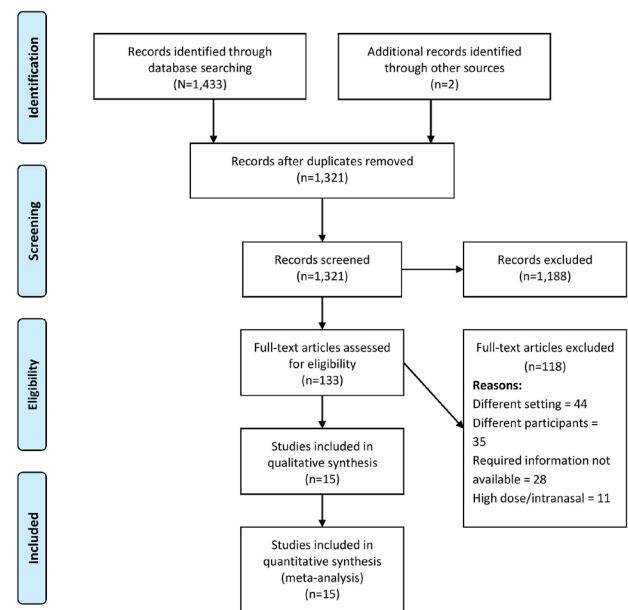 Identification
Records identified through
database searching
(N=1,433)
Additional records identified
through other sources
(n=2)
Records after duplicates removed
(n=1,321)
Screening
Records screened
(n=1,321)
Records excluded
(n=1,188)
Eligibility
Full-text articles assessed
for eligibility
(n=133)
Full-text articles excluded
(n=118)
Reasons:
Different setting = 44
Different participants =
35
Required information not
available = 28
High dose/intranasal = 11
Studies included in
qualitative synthesis
(n=15)
Included
Studies included in
quantitative synthesis
(meta-analysis)
(n=15)